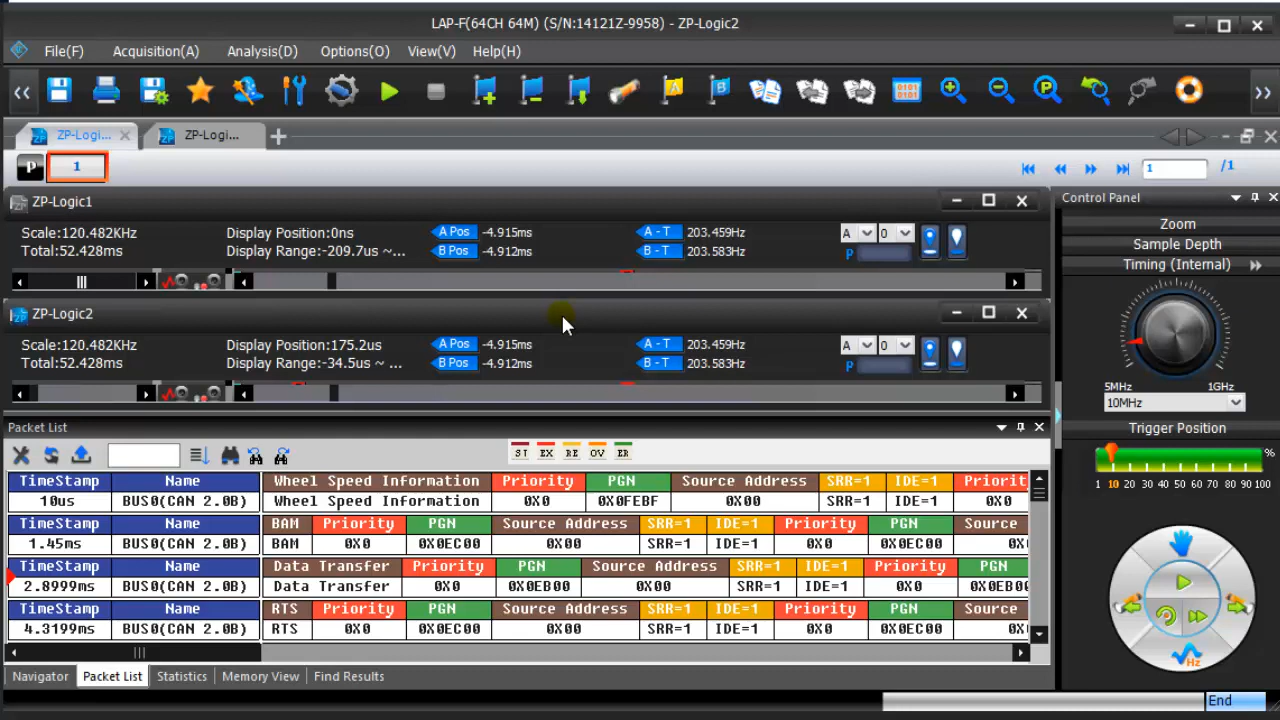 LAP-F(64CH 64M) (S/N:14121Z-9958) - ZP-Logic2
File(F) Acquisition(A) Analysis(D) Options(O) View(V) Help(H)
ZP-Logi... ZP-Logi...
P 1 1 /1
ZP-Logic1
Scale:120.482KHz Display Position:0ns A Pos -4.915ms A - T 203.459Hz A 0
Total:52.428ms Display Range:-209.7us ~... B Pos -4.912ms B - T 203.583Hz P
ZP-Logic2
Scale:120.482KHz Display Position:175.2us A Pos -4.915ms A - T 203.459Hz A 0
Total:52.428ms Display Range:-34.5us ~ ... B Pos -4.912ms B - T 203.583Hz P
Packet List
ST EX RE OV ER
TimeStamp Name Wheel Speed Information Priority PGN Source Address SRR=1 IDE=1 Priorit
10us BUS0(CAN 2.0B) Wheel Speed Information 0X0 0X0FEBF 0X00 SRR=1 IDE=1 0X0
TimeStamp Name BAM Priority PGN Source Address SRR=1 IDE=1 Priority PGN Source
1.45ms BUS0(CAN 2.0B) BAM 0X0 0X0EC00 0X00 SRR=1 IDE=1 0X0 0X0EC00 0X
TimeStamp Name Data Transfer Priority PGN Source Address SRR=1 IDE=1 Priority PGN
2.8999ms BUS0(CAN 2.0B) Data Transfer 0X0 0X0EB00 0X00 SRR=1 IDE=1 0X0 0X0EB00
TimeStamp Name RTS Priority PGN Source Address SRR=1 IDE=1 Priority PGN Source
4.3199ms BUS0(CAN 2.0B) RTS 0X0 0X0EC00 0X00 SRR=1 IDE=1 0X0 0X0EC00 0X
Navigator Packet List Statistics Memory View Find Results
Control Panel
Zoom
Sample Depth
Timing (Internal)
5MHz 1GHz
10MHz
Trigger Position
%
1 10 20 30 40 50 60 70 80 90 100
Hz
End